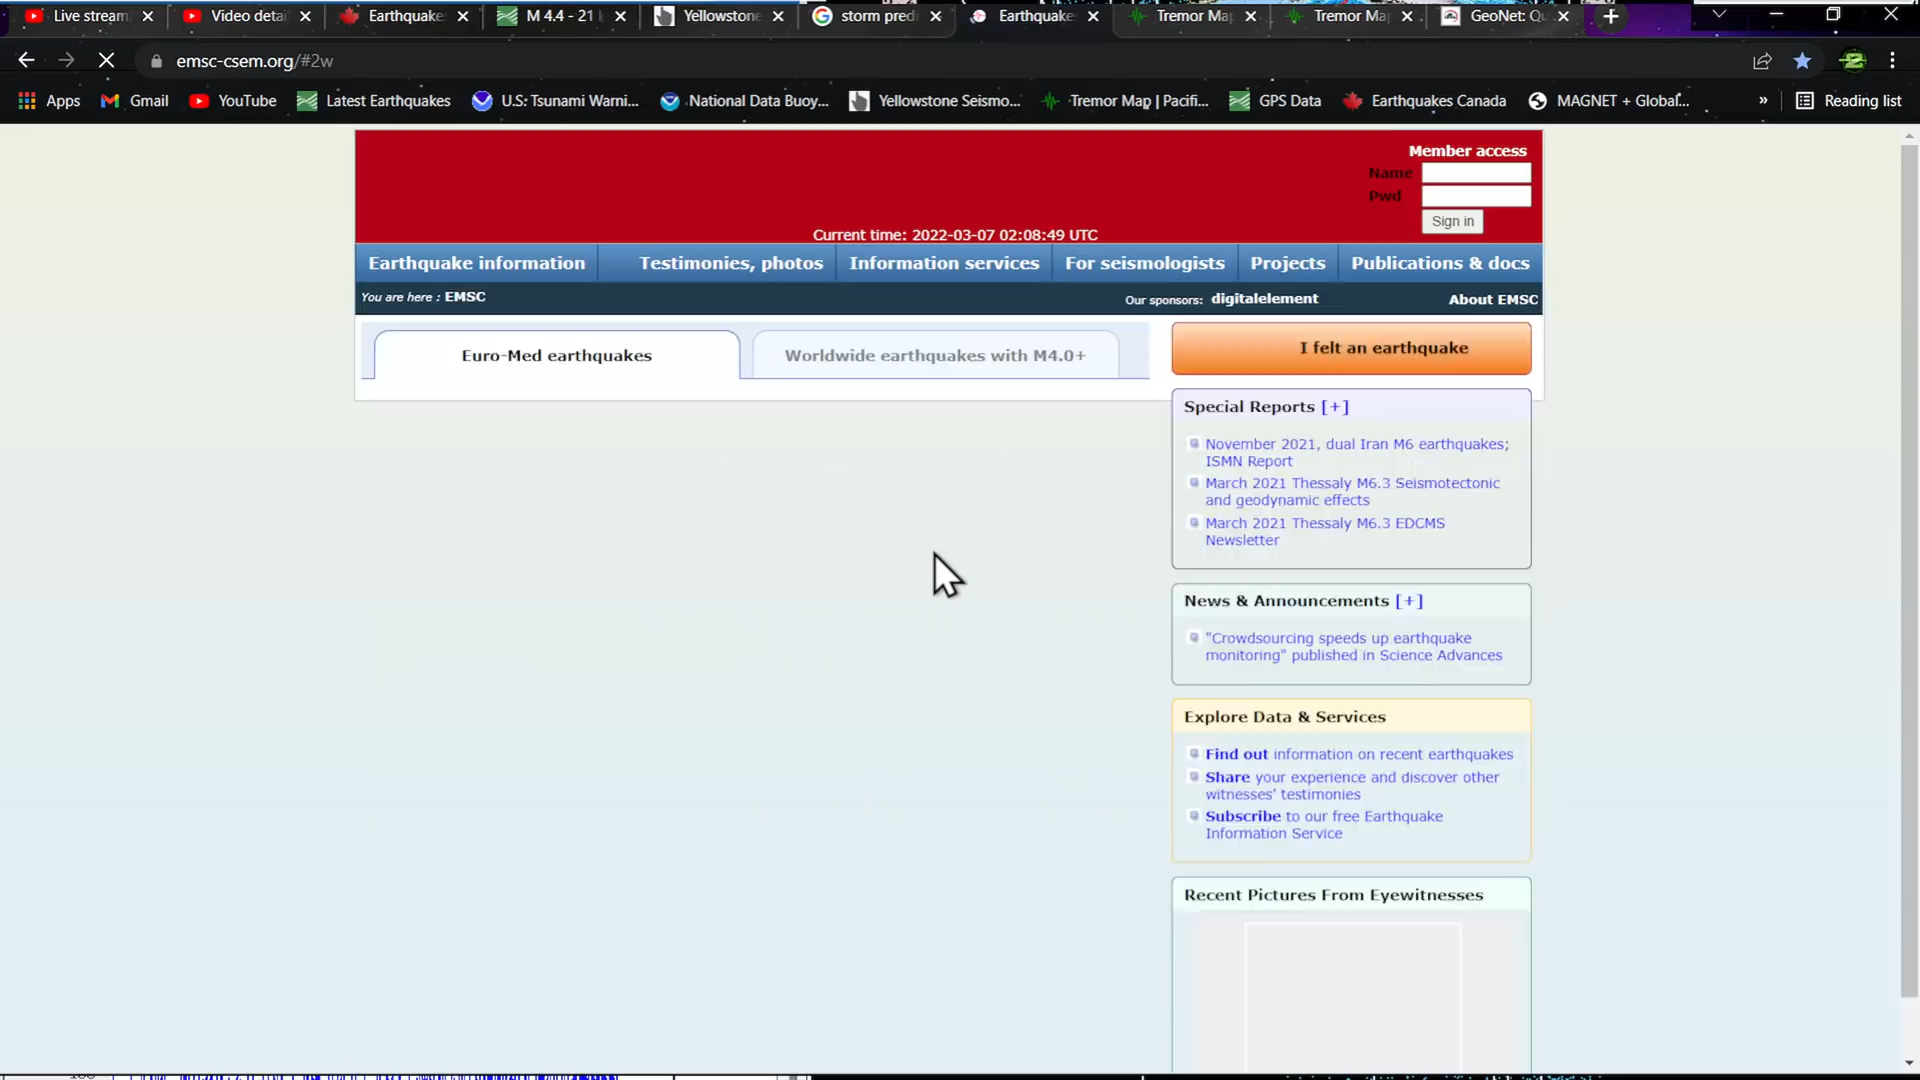 Live stream
Video detai
Earthquake
M 4.4 - 21
Yellowstone
storm pred
Earthquake
Tremor Ma
Tremor Ma
GeoNet: Qu
emsc-csem.org/#2w
Apps
Gmail
YouTube
Latest Earthquakes
U.S. Tsunami Warni...
National Data Buoy...
Yellowstone Seismo...
Tremor Map | Pacifi...
GPS Data
Earthquakes Canada
MAGNET + Global...
»
Reading list
Member access
Name
Pwd
Sign in
Current time: 2022-03-07 02:08:49 UTC
Earthquake information
Testimonies, photos
Information services
For seismologists
Projects
Publications & docs
You are here : EMSC
Our sponsors: digitalelement
About EMSC
Euro-Med earthquakes
Worldwide earthquakes with M4.0+
I felt an earthquake
Special Reports [+]
November 2021, dual Iran M6 earthquakes;
ISMN Report
March 2021 Thessaly M6.3 Seismotectonic
and geodynamic effects
March 2021 Thessaly M6.3 EDCMS
Newsletter
News & Announcements [+]
"Crowdsourcing speeds up earthquake
monitoring" published in Science Advances
Explore Data & Services
Find out information on recent earthquakes
Share your experience and discover other
witnesses' testimonies
Subscribe to our free Earthquake
Information Service
Recent Pictures From Eyewitnesses